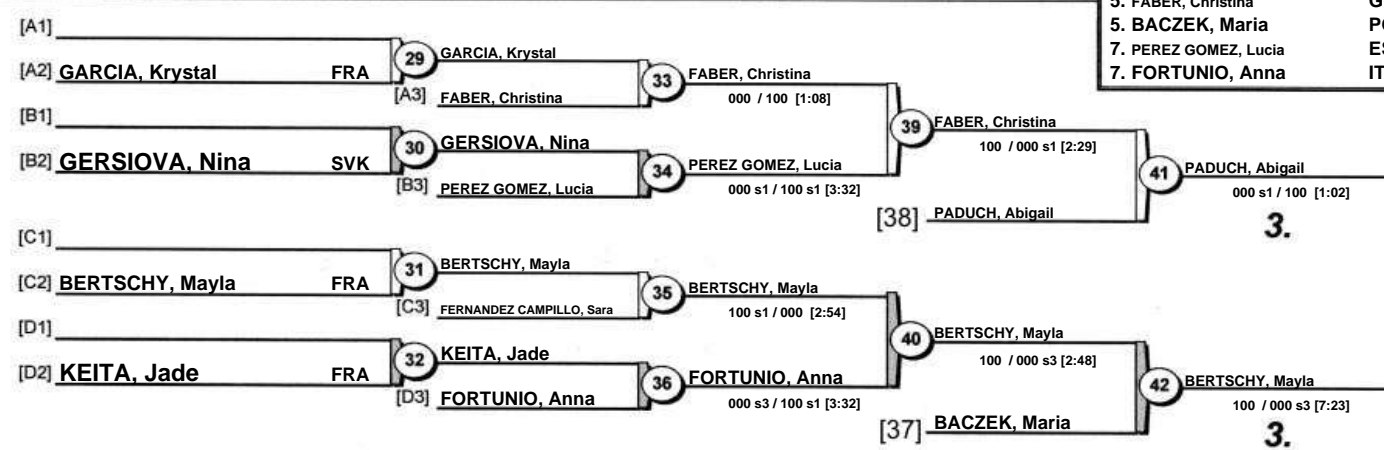 5. FABER, Christina G
5. BACZEK, Maria PO
7. PEREZ GOMEZ, Lucia ES
7. FORTUNIO, Anna IT
[A1]
[A2] GARCIA, Krystal FRA
29
GARCIA, Krystal
[A3] FABER, Christina
33
FABER, Christina
000 / 100 [1:08]
[B1]
[B2] GERSIOVA, Nina SVK
30
GERSIOVA, Nina
[B3] PEREZ GOMEZ, Lucia
34
PEREZ GOMEZ, Lucia
000 s1 / 100 s1 [3:32]
39
FABER, Christina
100 / 000 s1 [2:29]
[38] PADUCH, Abigail
41
PADUCH, Abigail
000 s1 / 100 [1:02]
3.
[C1]
[C2] BERTSCHY, Mayla FRA
31
BERTSCHY, Mayla
[C3] FERNANDEZ CAMPILLO, Sara
35
BERTSCHY, Mayla
100 s1 / 000 [2:54]
[D1]
[D2] KEITA, Jade FRA
32
KEITA, Jade
[D3] FORTUNIO, Anna
36
FORTUNIO, Anna
000 s3 / 100 s1 [3:32]
40
BERTSCHY, Mayla
100 / 000 s3 [2:48]
[37] BACZEK, Maria
42
BERTSCHY, Mayla
100 / 000 s3 [7:23]
3.